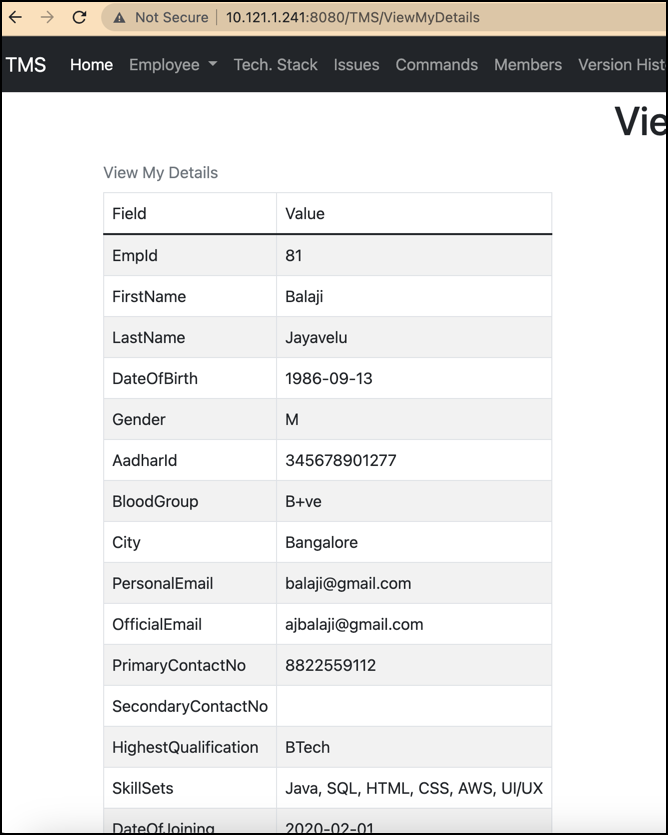 Not Secure 10.121.1.241:8080/TMS/ViewMyDetails
TMS Home Employee Tech. Stack Issues Commands Members Version Hist
Vie
View My Details
Field Value
EmpId 81
FirstName Balaji
LastName Jayavelu
DateOfBirth 1986-09-13
Gender M
AadharId 345678901277
BloodGroup B+ve
City Bangalore
PersonalEmail balaji@gmail.com
OfficialEmail ajbalaji@gmail.com
PrimaryContactNo 8822559112
SecondaryContactNo
HighestQualification BTech
SkillSets Java, SQL, HTML, CSS, AWS, UI/UX
DateOfJoining 2020-02-01